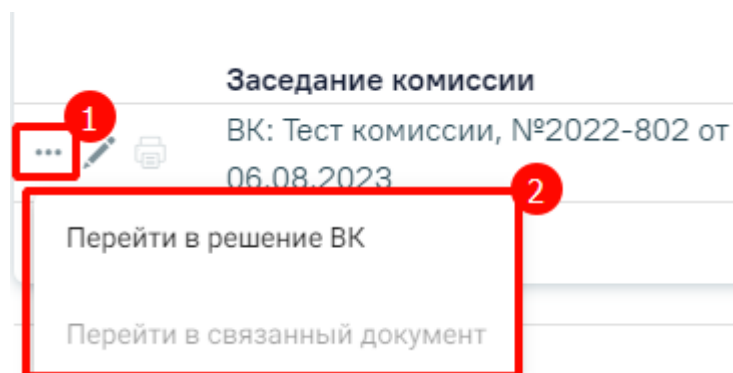 Заседание комиссии
1
ВК: Тест комиссии, №2022-802 от
06.08.2023
2
Перейти в решение ВК
Перейти в связанный документ